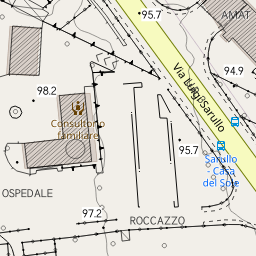 95.7
AMAT
94.9
98.2
Via Luigi Sarullo
Consultorio
familiare
95.7
Sarullo
- Casa
del Sole
OSPEDALE
97.2
ROCCAZZO